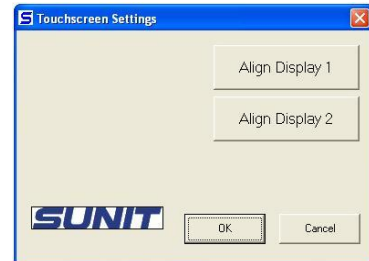 Touchscreen Settings
Align Display 1
Align Display 2
SUNIT
OK Cancel